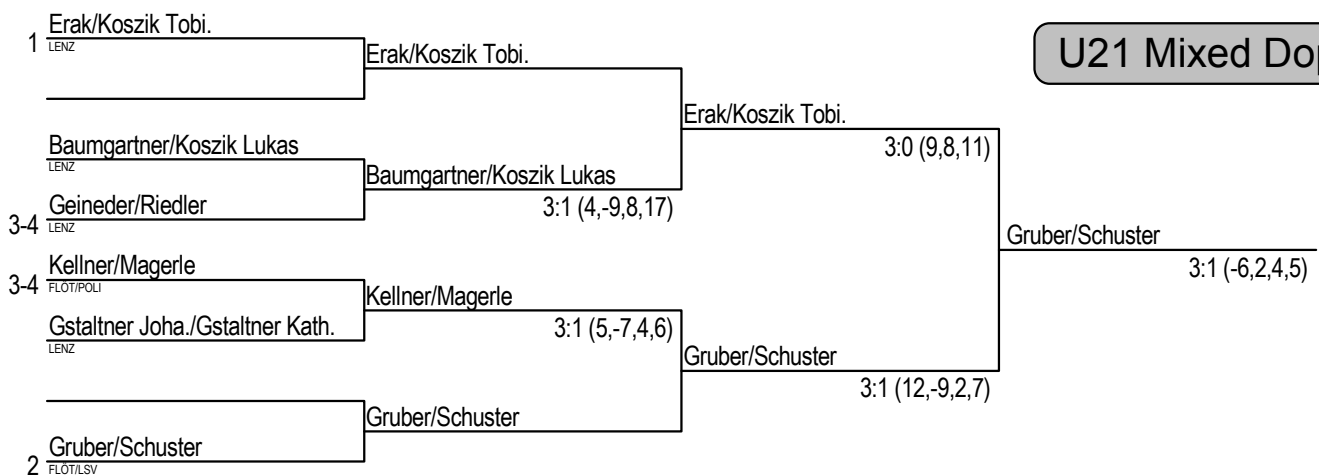 Erak/Koszik Tobi.
1 LENZ
Erak/Koszik Tobi.
U21 Mixed Dop
Erak/Koszik Tobi.
3:0 (9,8,11)
Baumgartner/Koszik Lukas
LENZ
Baumgartner/Koszik Lukas
3:1 (4,-9,8,17)
Geineder/Riedler
3-4 LENZ
Gruber/Schuster
3:1 (-6,2,4,5)
Kellner/Magerle
3-4 FLÖT/POLI
Kellner/Magerle
3:1 (5,-7,4,6)
Gstaltner Joha./Gstaltner Kath.
LENZ
Gruber/Schuster
3:1 (12,-9,2,7)
Gruber/Schuster
Gruber/Schuster
2 FLÖT/LSV